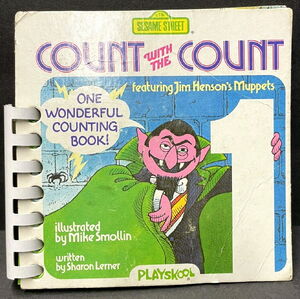 SESAME STREET
COUNT WITH THE COUNT
featuring Jim Henson's Muppets
ONE
WONDERFUL
COUNTING
BOOK!
1
illustrated
by Mike Smollin
written
by Sharon Lerner
PLAYSKOOL